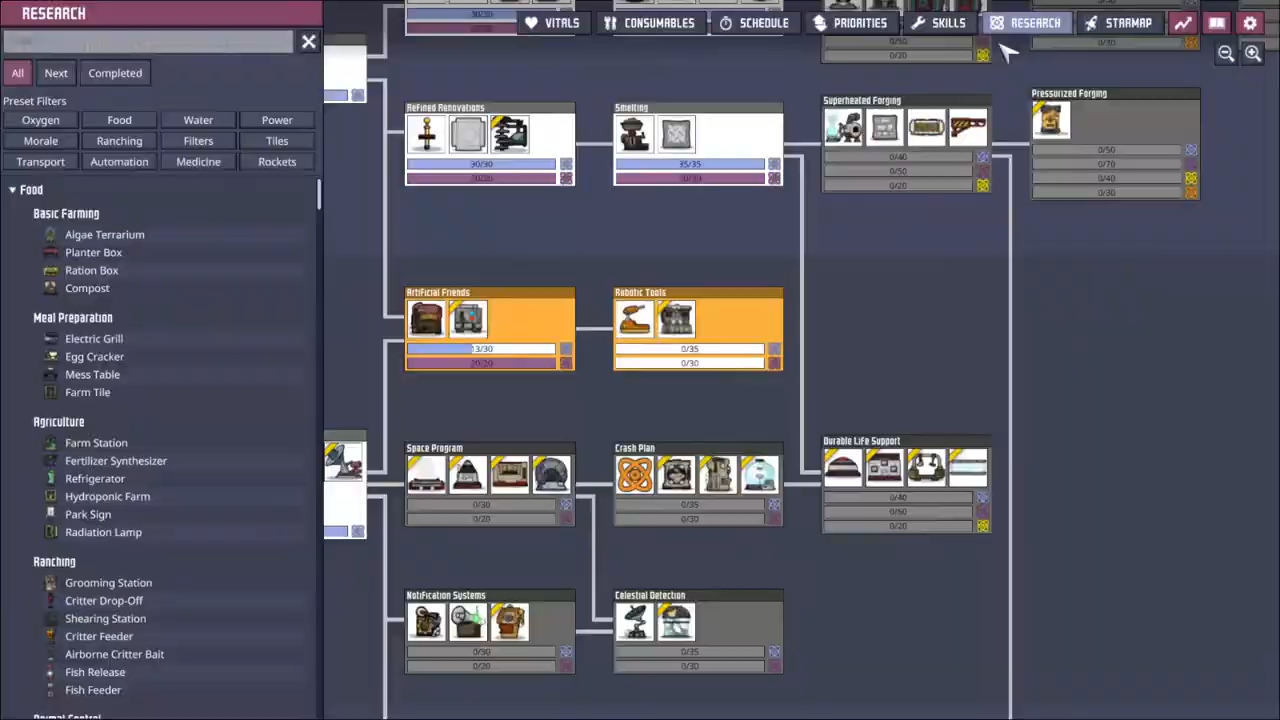 RESEARCH
VITALS
CONSUMABLES
SCHEDULE
PRIORITIES
SKILLS
RESEARCH
STARMAP
All
Next
Completed
Preset Filters
Oxygen
Food
Water
Power
Morale
Ranching
Filters
Tiles
Transport
Automation
Medicine
Rockets
Food
Basic Farming
Algae Terrarium
Planter Box
Ration Box
Compost
Meal Preparation
Electric Grill
Egg Cracker
Mess Table
Farm Tile
Agriculture
Farm Station
Fertilizer Synthesizer
Refrigerator
Hydroponic Farm
Park Sign
Radiation Lamp
Ranching
Grooming Station
Critter Drop-Off
Shearing Station
Critter Feeder
Airborne Critter Bait
Fish Release
Fish Feeder
Refined Renovations
30/30
Smelting
35/35
Superheated Forging
0/40
0/50
0/20
Pressurized Forging
0/50
0/70
0/40
0/30
Artificial Friends
13/30
20/20
Robotic Tools
0/35
0/30
Space Program
0/30
0/20
Crash Plan
0/35
0/30
Durable Life Support
0/40
0/50
0/20
Notification Systems
0/30
0/20
Celestial Detection
0/35
0/30